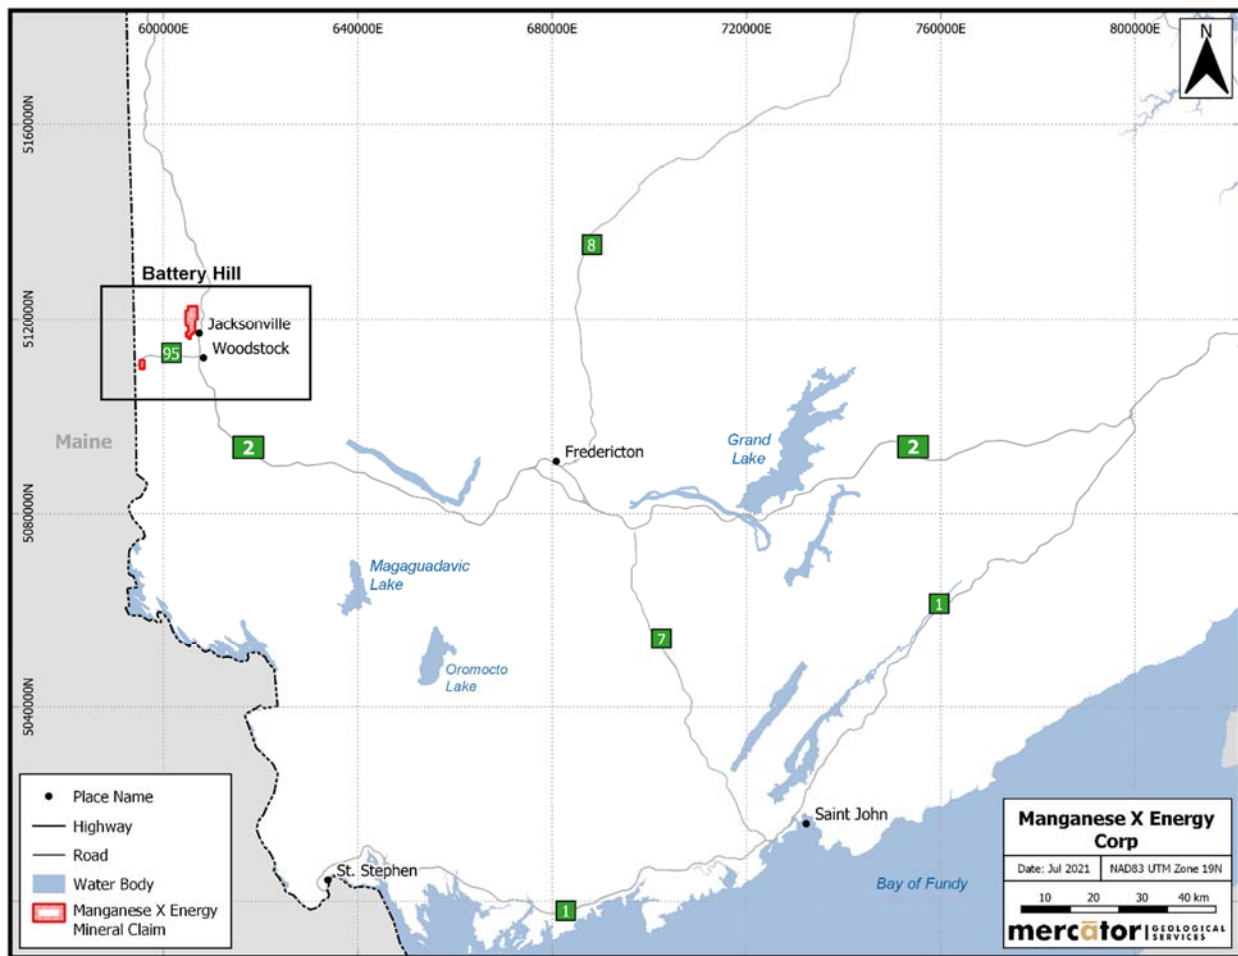 600000E
640000E
680000E
720000E
760000E
800000E
N
5160000N
8
Battery Hill
5120000N
Jacksonville
95
Woodstock
Maine
2
Fredericton
Grand
Lake
2
5080000N
Magaguadavic
Lake
1
7
Oromocto
Lake
5040000N
Place Name
Highway
Road
Water Body
Manganese X Energy
Mineral Claim
St. Stephen
1
Saint John
Bay of Fundy
Manganese X Energy
Corp
Date: Jul 2021
NAD83 UTM Zone 19N
10 20 30 40 km
mercātor | GEOLOGICAL
SERVICES